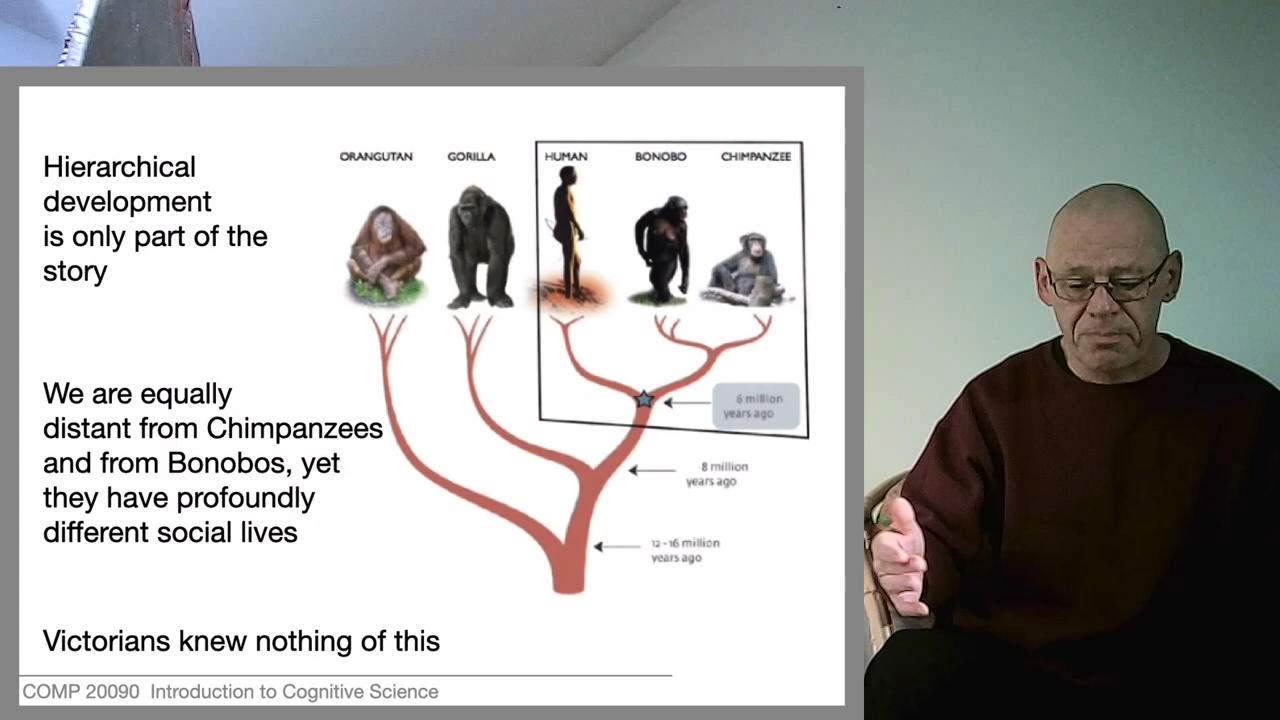 Hierarchical
development
is only part of the
story
We are equally
distant from Chimpanzees
and from Bonobos, yet
they have profoundly
different social lives
Victorians knew nothing of this
ORANGUTAN
GORILLA
HUMAN
BONOBO
CHIMPANZEE
6 million
years ago
8 million
years ago
12-16 million
years ago
COMP 20090 Introduction to Cognitive Science